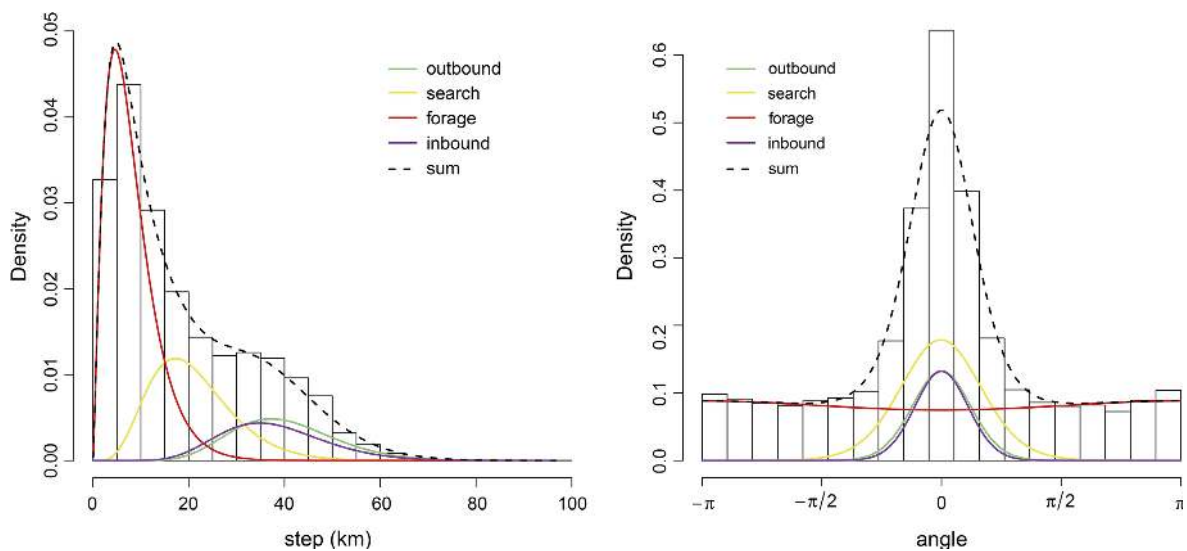 0.05
0.04
0.03
0.02
0.01
0.00
Density
outbound
search
forage
inbound
sum
0 20 40 60 80 100
step (km)
0.6
0.5
0.4
0.3
0.2
0.1
0.0
Density
outbound
search
forage
inbound
sum
−π −π/2 0 π/2 π
angle